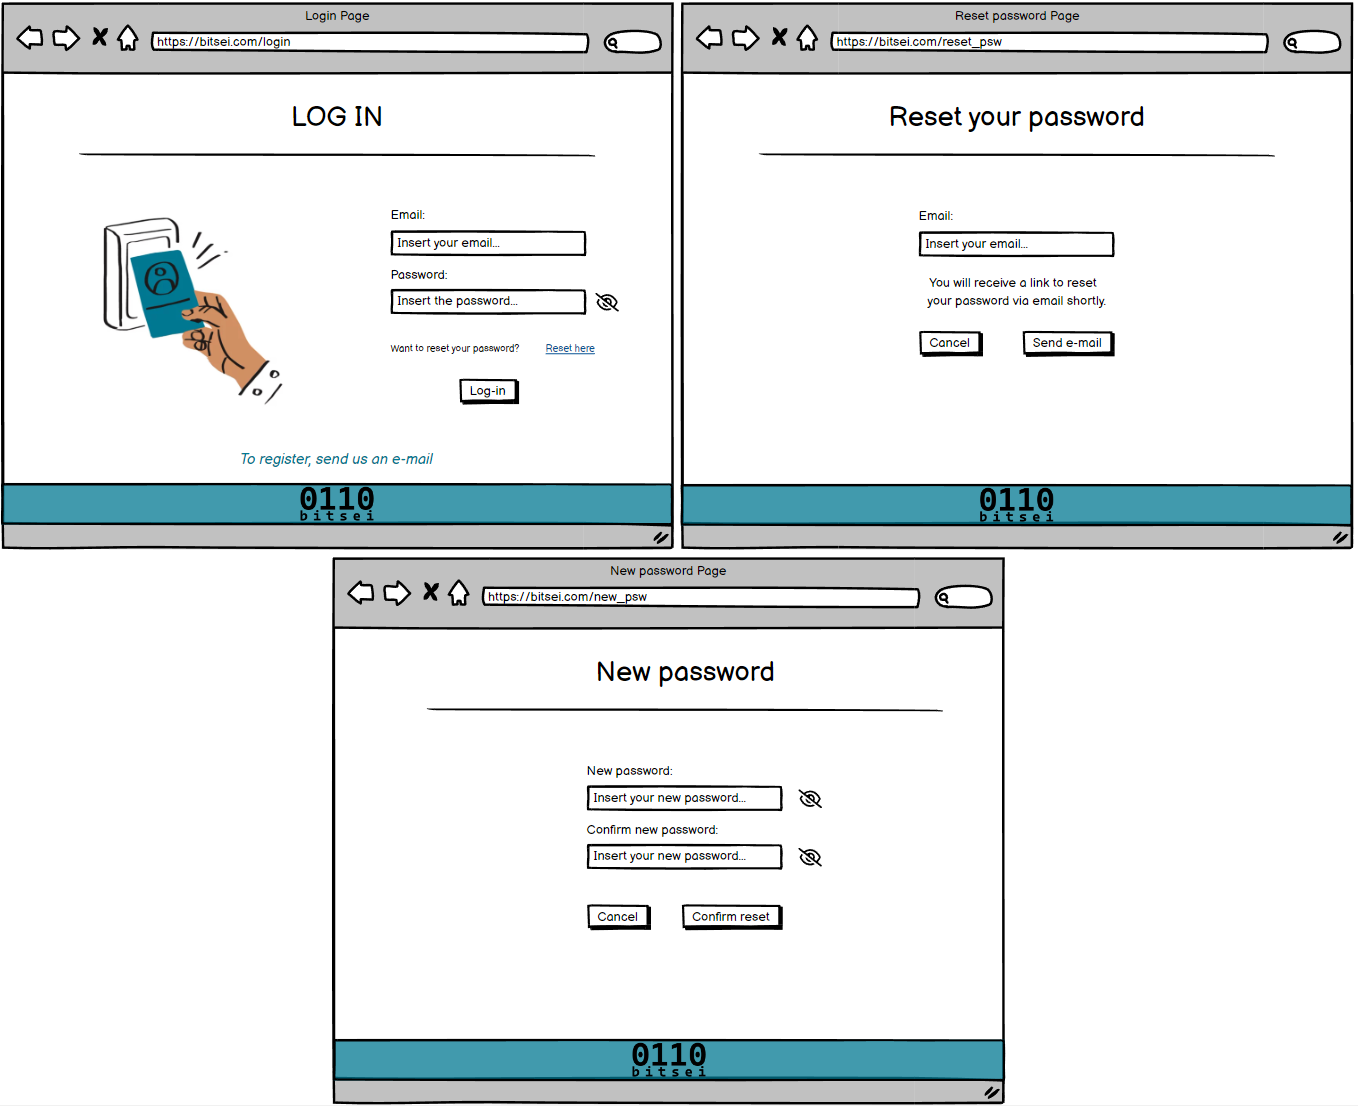 Login Page
https://bitsei.com/login
LOG IN
Email:
Insert your email...
Password:
Insert the password...
Want to reset your password? Reset here
Log-in
To register, send us an e-mail
0110
bitsei
Reset password Page
https://bitsei.com/reset_psw
Reset your password
Email:
Insert your email...
You will receive a link to reset
your password via email shortly.
Cancel Send e-mail
0110
bitsei
New password Page
https://bitsei.com/new_psw
New password
New password:
Insert your new password...
Confirm new password:
Insert your new password...
Cancel Confirm reset
0110
bitsei